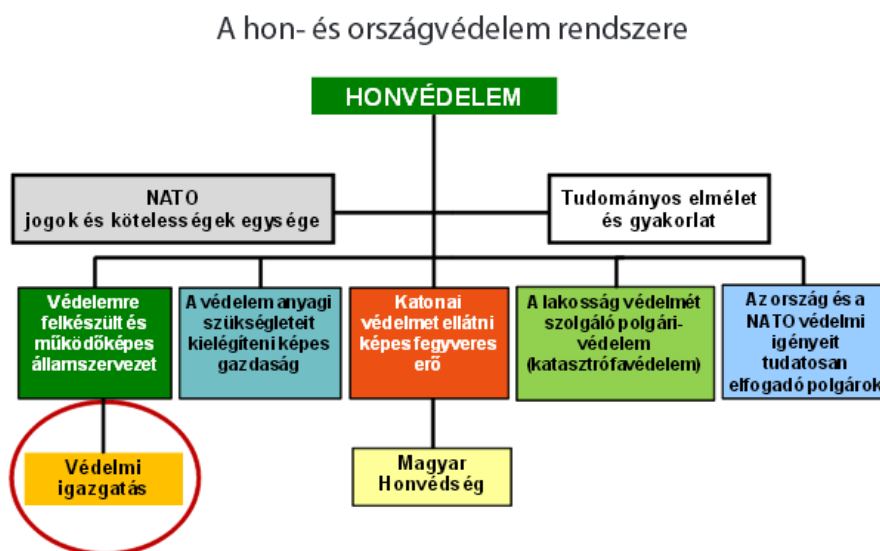 A hon- és országvédelem rendszere
HONVÉDELEM
NATO
jogok és kötelességek egysége
Tudományos elmélet
és gyakorlat
Védelemre
felkészült és
működőképes
államszervezet
A védelem anyagi
szükségleteit
kielégíteni képes
gazdaság
Katonai
védelmet ellátni
képes fegyveres
erő
A lakosság védelmét
szolgáló polgári-
védelem
(katasztrófavédelem)
Az ország és a
NATO védelmi
igényeit
tudatosan
elfogadó polgárok
Védelmi
igazgatás
Magyar
Honvédség